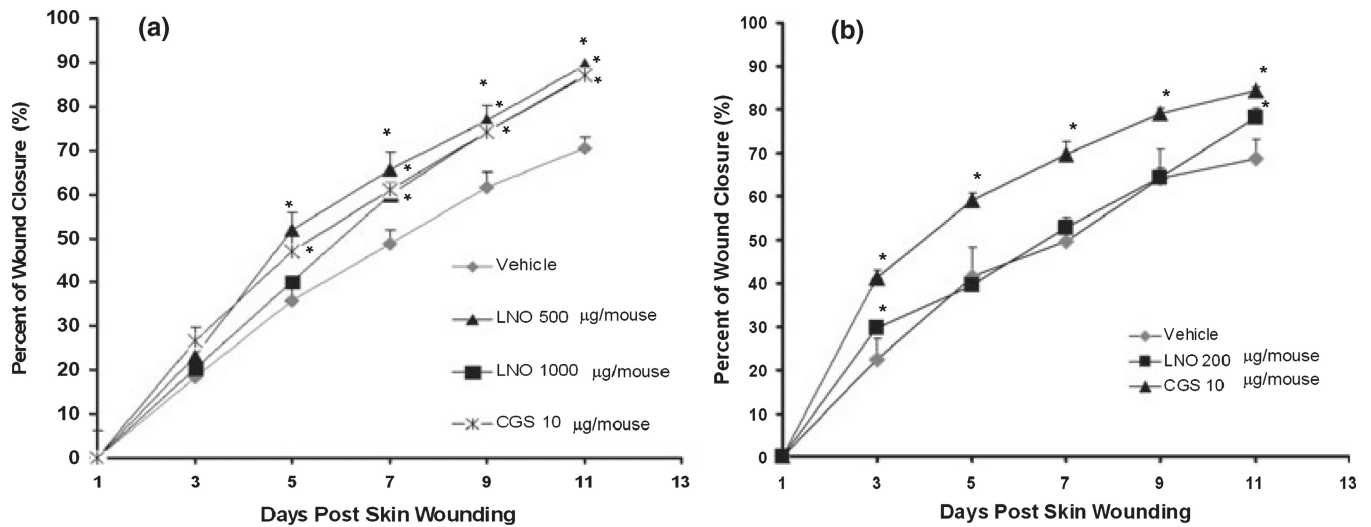 (a)
Percent of Wound Closure (%)
100
90
80
70
60
50
40
30
20
10
0
* * *
* * *
* * *
* *
Vehicle
LNO 500 µg/mouse
LNO 1000 µg/mouse
CGS 10 µg/mouse
1 3 5 7 9 11 13
Days Post Skin Wounding
(b)
Percent of Wound Closure (%)
100
90
80
70
60
50
40
30
20
10
0
* * * * * * *
Vehicle
LNO 200 µg/mouse
CGS 10 µg/mouse
1 3 5 7 9 11 13
Days Post Skin Wounding